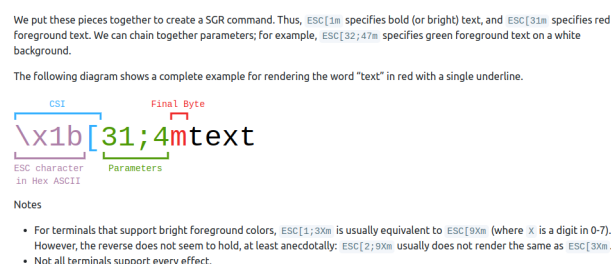 We put these pieces together to create a SGR command. Thus, ESC[1m specifies bold (or bright) text, and ESC[31m specifies red
foreground text. We can chain together parameters; for example, ESC[32;47m specifies green foreground text on a white
background.
The following diagram shows a complete example for rendering the word “text” in red with a single underline.
CSI
Final Byte
\x1b[31;4mtext
ESC character
in Hex ASCII
Parameters
Notes
• For terminals that support bright foreground colors, ESC[1;3Xm is usually equivalent to ESC[9Xm (where X is a digit in 0-7).
However, the reverse does not seem to hold, at least anecdotally: ESC[2;9Xm usually does not render the same as ESC[3Xm.
• Not all terminals support every effect.